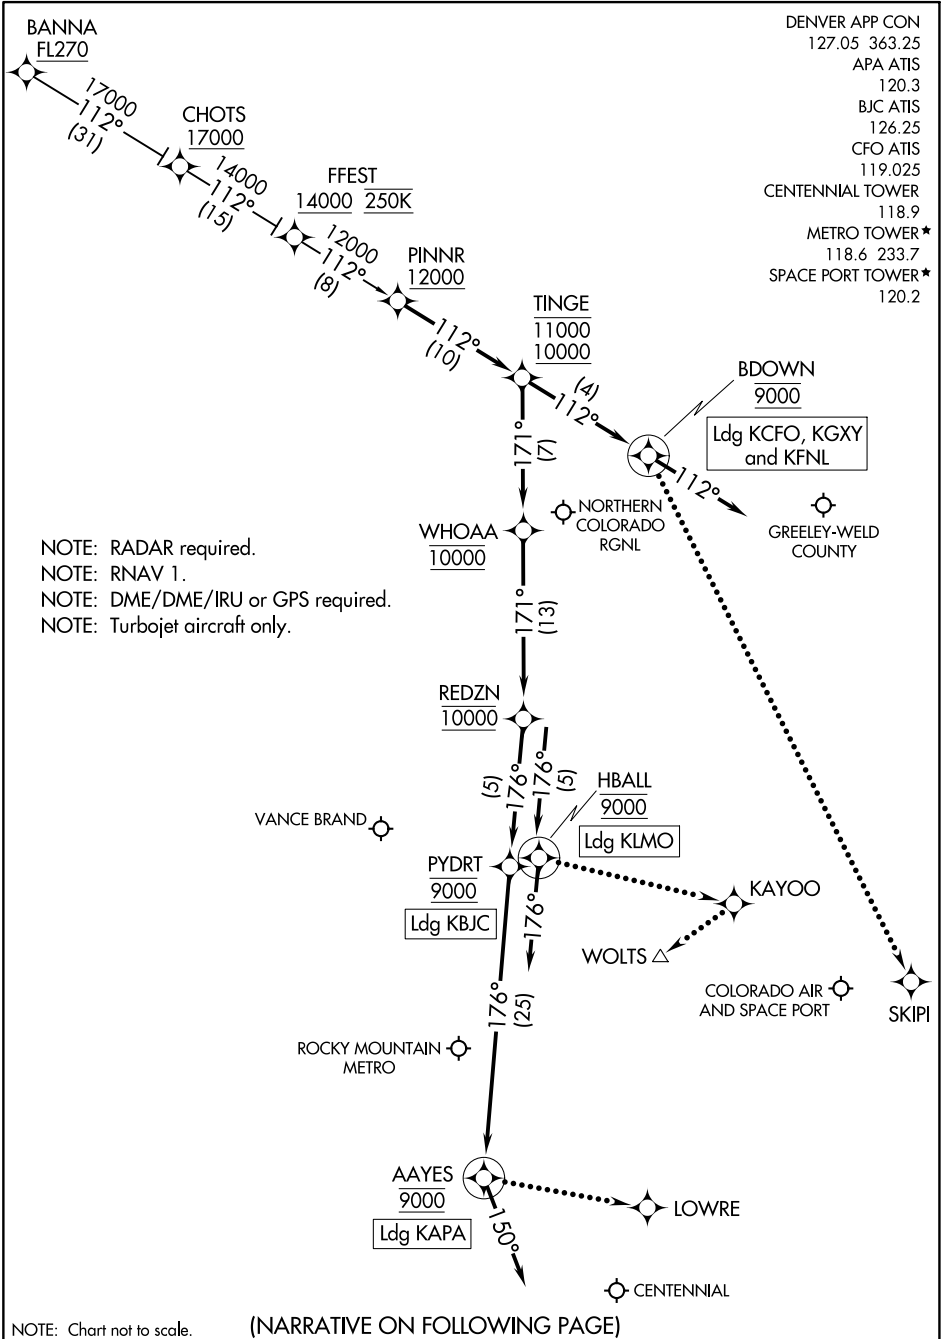 BANNA
FL270
17000
112°
(31)
CHOTS
17000
14000
112°
(15)
FFEST
14000 250K
12000
112°
(8)
PINNR
12000
112°
(10)
TINGE
11000
10000
(4)
112°
DENVER APP CON
127.05 363.25
APA ATIS
120.3
BJC ATIS
126.25
CFO ATIS
119.025
CENTENNIAL TOWER
118.9
METRO TOWER★
118.6 233.7
SPACE PORT TOWER★
120.2
BDOWN
9000
Ldg KCFO, KGXY
and KFNL
112°
171°
(7)
NORTHERN
COLORADO
RGNL
GREELEY-WELD
COUNTY
WHOAA
10000
NOTE: RADAR required.
NOTE: RNAV 1.
NOTE: DME/DME/IRU or GPS required.
NOTE: Turbojet aircraft only.
171°
(13)
REDZN
10000
(5)
176°
176°
(5)
HBALL
9000
Ldg KLMO
VANCE BRAND
PYDRT
9000
Ldg KBJC
176°
KAYOO
WOLTS
COLORADO AIR
AND SPACE PORT
SKIPI
176°
(25)
ROCKY MOUNTAIN
METRO
AAYES
9000
Ldg KAPA
150°
LOWRE
CENTENNIAL
NOTE: Chart not to scale.
(NARRATIVE ON FOLLOWING PAGE)